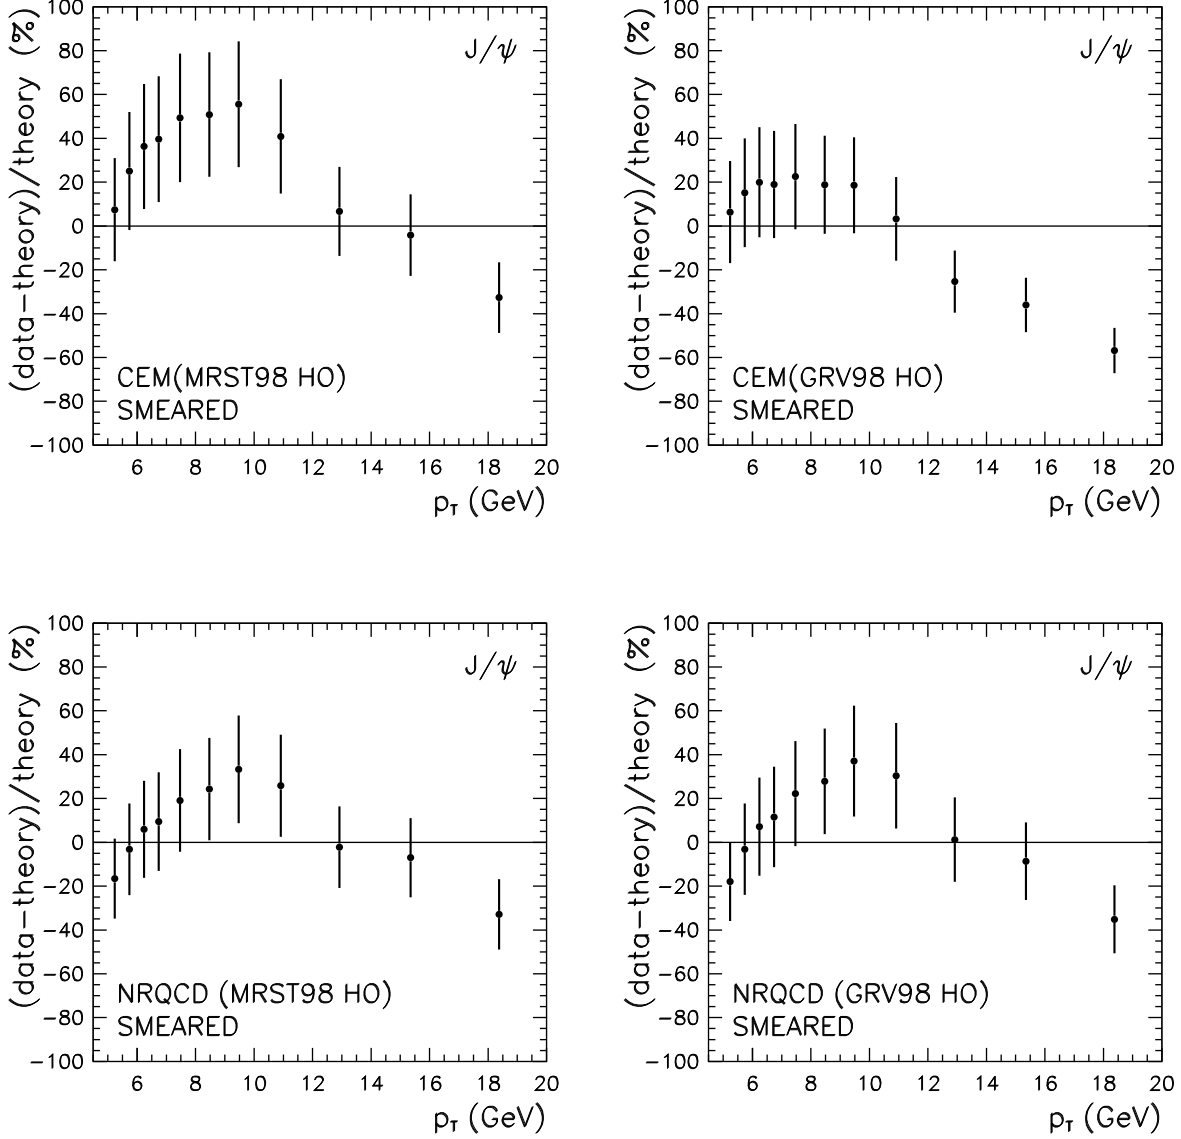 (data−theory)/theory (%)
100
80
60
40
20
0
−20
−40
−60
−80
−100
J/ψ
CEM(MRST98 HO)
SMEARED
6 8 10 12 14 16 18 20
p_T (GeV)
(data−theory)/theory (%)
100
80
60
40
20
0
−20
−40
−60
−80
−100
J/ψ
CEM(GRV98 HO)
SMEARED
6 8 10 12 14 16 18 20
p_T (GeV)
(data−theory)/theory (%)
100
80
60
40
20
0
−20
−40
−60
−80
−100
J/ψ
NRQCD (MRST98 HO)
SMEARED
6 8 10 12 14 16 18 20
p_T (GeV)
(data−theory)/theory (%)
100
80
60
40
20
0
−20
−40
−60
−80
−100
J/ψ
NRQCD (GRV98 HO)
SMEARED
6 8 10 12 14 16 18 20
p_T (GeV)